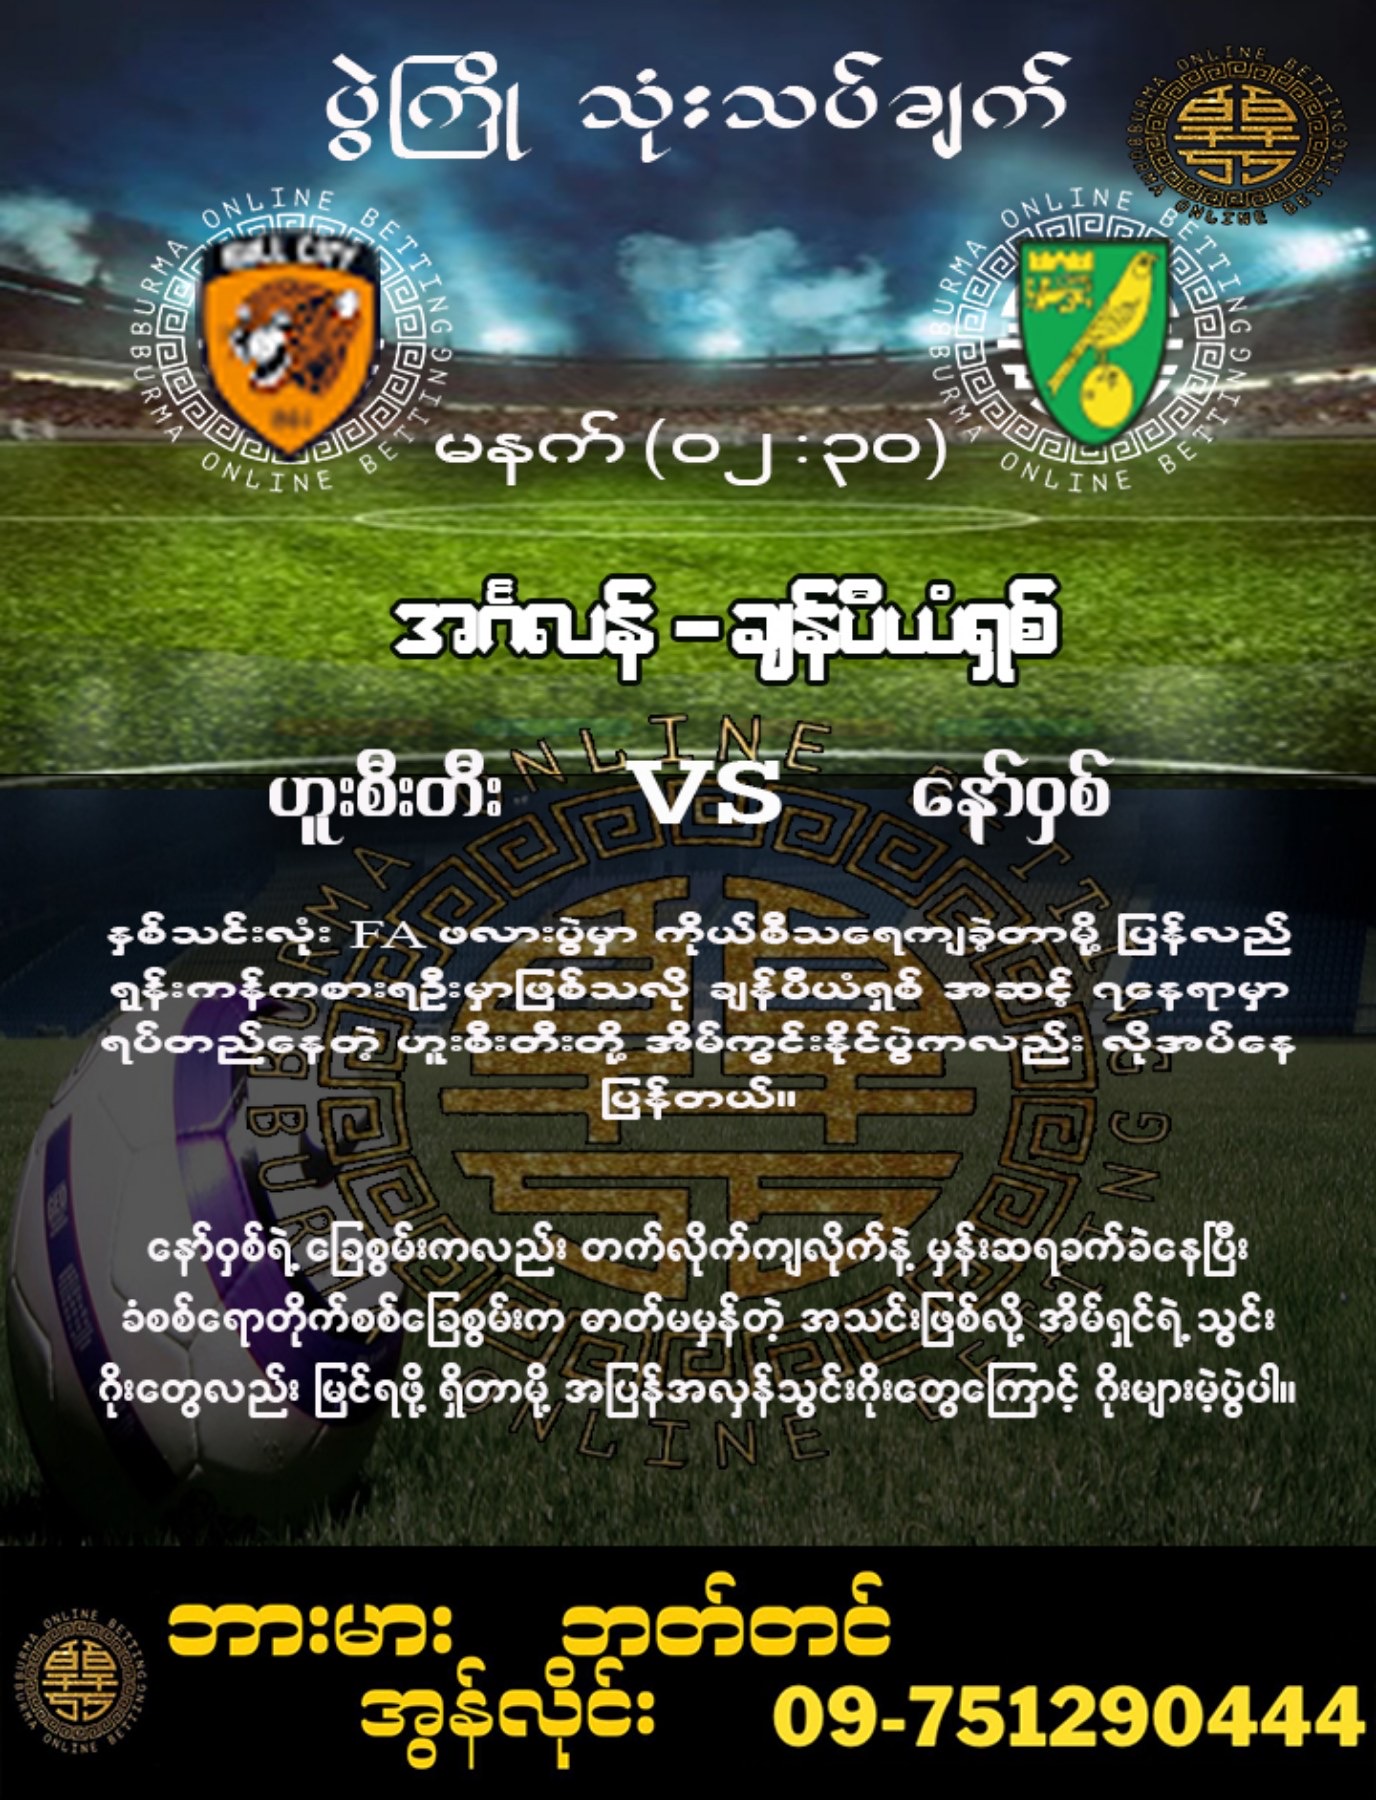 ပွဲကြို သုံးသပ်ချက်
BURMA ONLINE BETTING
HULL CITY
မနက် (၀၂ :၃၀)
အင်္ဂလန် - ချန်ပီယံရှစ်
ဟူးစီးတီး VS နော်ဝှစ်
နှစ်သင်းလုံး FA ဖလားပွဲမှာ ကိုယ်စီသရေကျခဲ့တာမို့ ပြန်လည်
ရုန်းကန်ကစားရဦးမှာဖြစ်သလို ချန်ပီယံရှစ် အဆင့် ၇နေရာမှာ
ရပ်တည်နေတဲ့ ဟူးစီးတီးတို့ အိမ်ကွင်းနိုင်ပွဲကလည်း လိုအပ်နေ
ပြန်တယ်။
နော်ဝှစ်ရဲ့ ခြေစွမ်းကလည်း တက်လိုက်ကျလိုက်နဲ့ မှန်းဆရခက်ခဲနေပြီး
ခံစစ်ရောတိုက်စစ်ခြေစွမ်းက ဓာတ်မမှန်တဲ့ အသင်းဖြစ်လို့ အိမ်ရှင်ရဲ့ သွင်း
ဂိုးတွေလည်း မြင်ရဖို့ ရှိတာမို့ အပြန်အလှန်သွင်းဂိုးတွေကြောင့် ဂိုးများမဲ့ပွဲပါ။
ဘားမား ဘတ်တင်
အွန်လိုင်း 09-751290444